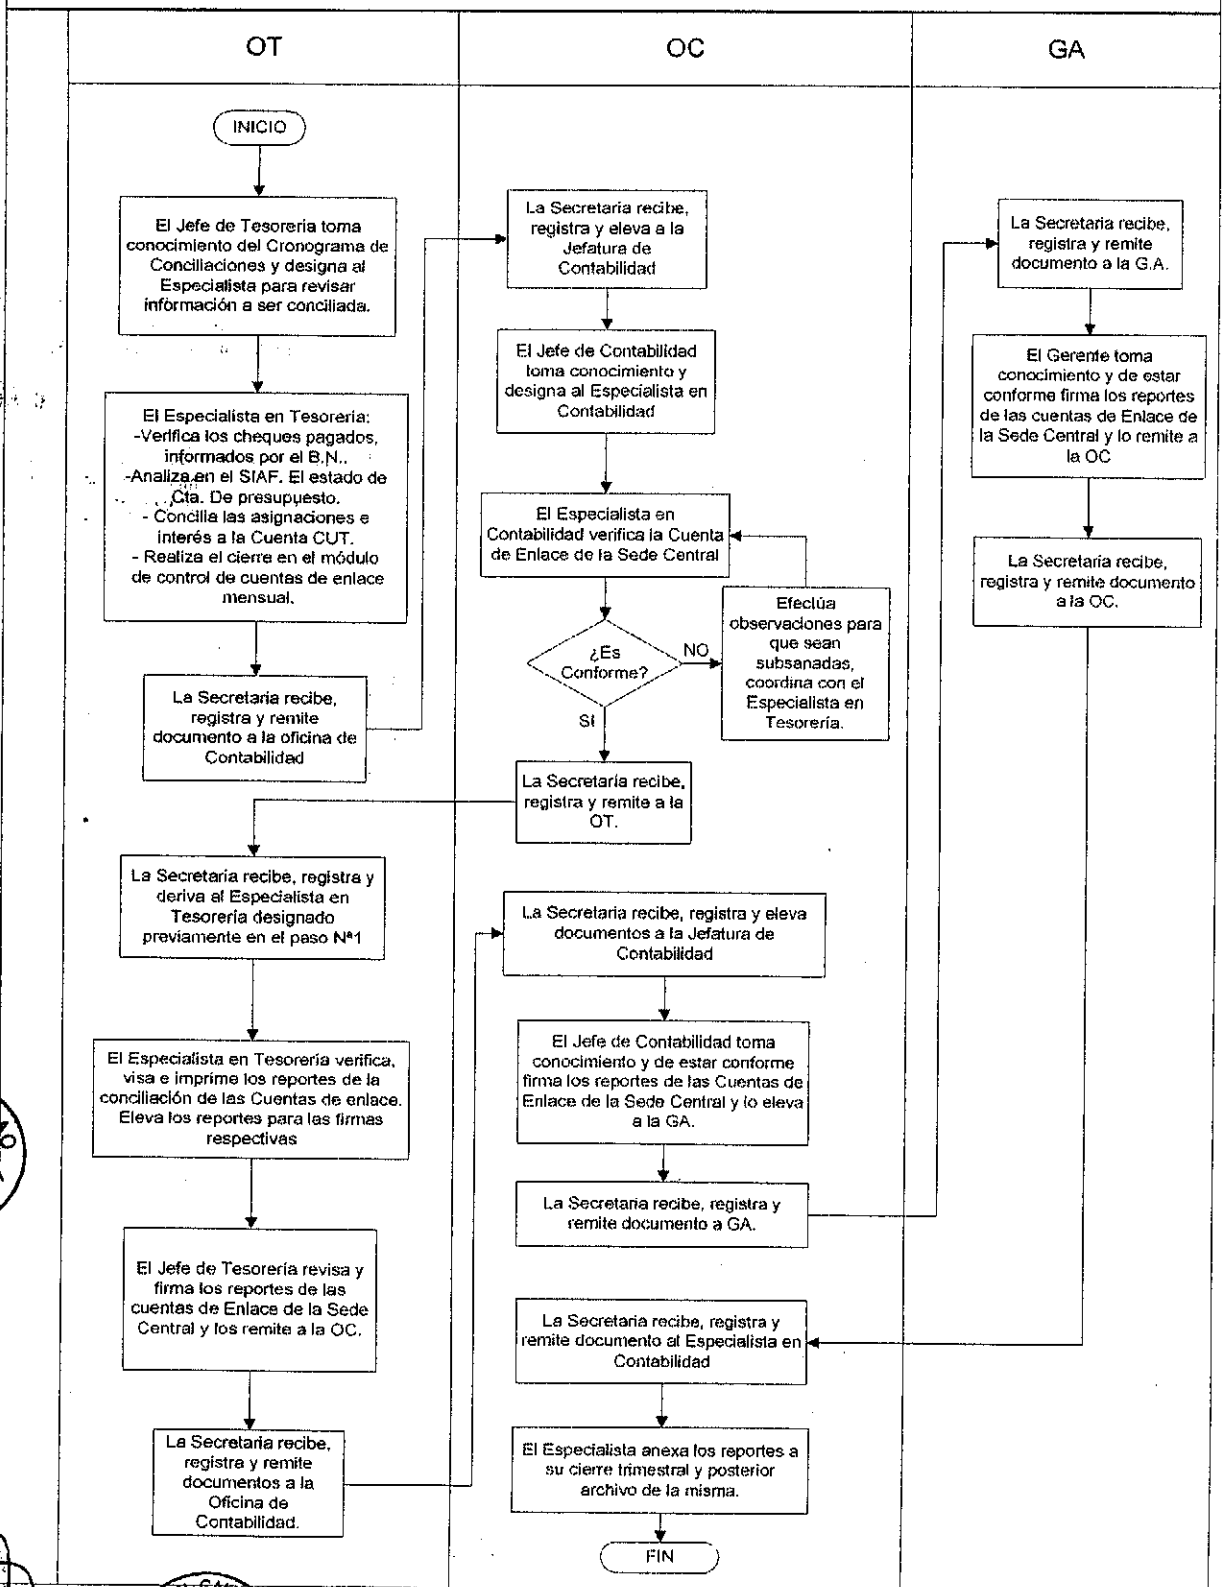 OT
OC
GA
INICIO
El Jefe de Tesorería toma
conocimiento del Cronograma de
Conciliaciones y designa al
Especialista para revisar
información a ser conciliada.
El Especialista en Tesorería:
-Verifica los cheques pagados,
informados por el B.N..
-Analiza en el SIAF. El estado de
Cta. De presupuesto.
- Concilia las asignaciones e
interés a la Cuenta CUT.
- Realiza el cierre en el módulo
de control de cuentas de enlace
mensual.
La Secretaria recibe,
registra y remite
documento a la oficina de
Contabilidad
La Secretaria recibe,
registra y eleva a la
Jefatura de
Contabilidad
El Jefe de Contabilidad
toma conocimiento y
designa al Especialista en
Contabilidad
El Especialista en
Contabilidad verifica la Cuenta
de Enlace de la Sede Central
¿Es
Conforme?
NO
SI
Efectúa
observaciones para
que sean
subsanadas,
coordina con el
Especialista en
Tesorería.
La Secretaría recibe,
registra y remite a la
OT.
La Secretaria recibe, registra y
deriva al Especialista en
Tesorería designado
previamente en el paso Nª1
El Especialista en Tesorería verifica,
visa e imprime los reportes de la
conciliación de las Cuentas de enlace.
Eleva los reportes para las firmas
respectivas
El Jefe de Tesorería revisa y
firma los reportes de las
cuentas de Enlace de la Sede
Central y los remite a la OC.
La Secretaria recibe,
registra y remite
documentos a la
Oficina de
Contabilidad.
La Secretaria recibe, registra y eleva
documentos a la Jefatura de
Contabilidad
El Jefe de Contabilidad toma
conocimiento y de estar conforme
firma los reportes de las Cuentas de
Enlace de la Sede Central y lo eleva
a la GA.
La Secretaria recibe, registra y
remite documento a GA.
La Secretaria recibe,
registra y remite
documento a la G.A.
El Gerente toma
conocimiento y de estar
conforme firma los reportes
de las cuentas de Enlace de
la Sede Central y lo remite a
la OC
La Secretaria recibe,
registra y remite documento
a la OC.
La Secretaria recibe, registra y
remite documento al Especialista en
Contabilidad
El Especialista anexa los reportes a
su cierre trimestral y posterior
archivo de la misma.
FIN